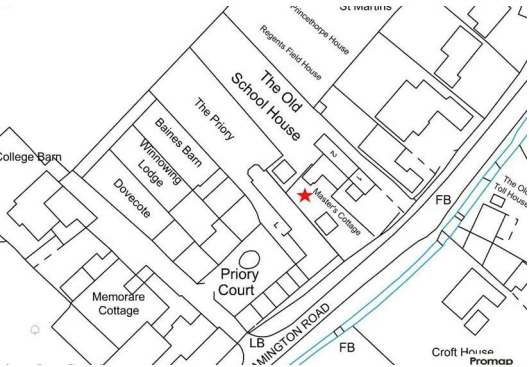 St Martins
Princethorpe House
Regents Field House
The Old
School House
The Priory
Baines Barn
Winnowing
Lodge
Dovecote
College Barn
2
1
Master's Cottage
FB
The Old
Toll House
Priory
Court
Memorare
Cottage
LB
AMINGTON ROAD
FB
Croft House
Promap